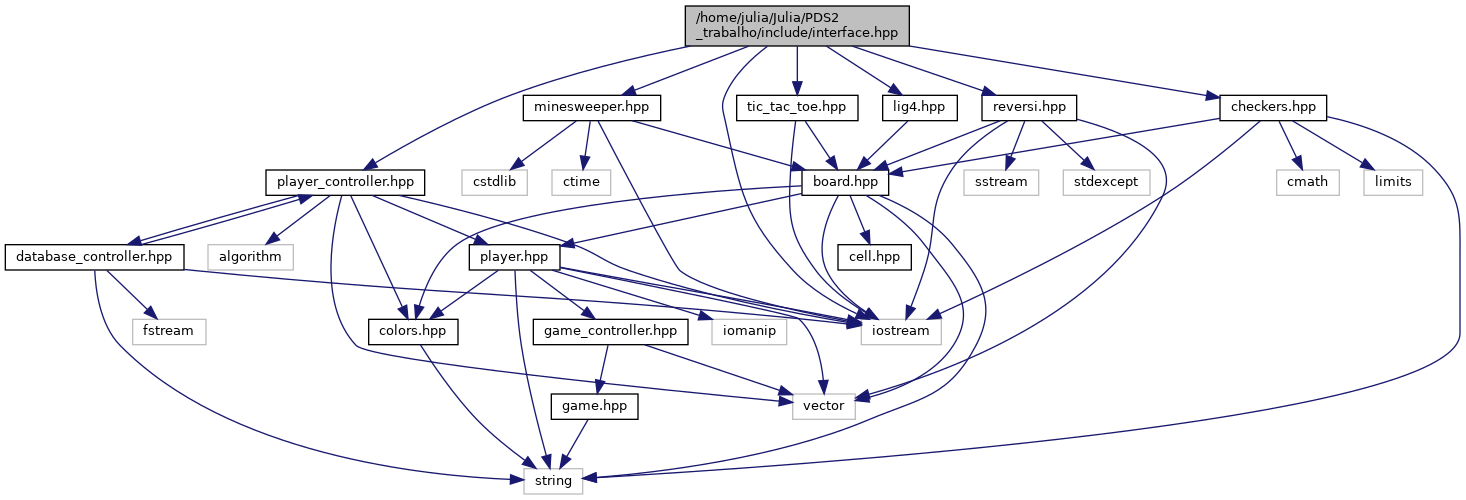 /home/julia/Julia/PDS2
_trabalho/include/interface.hpp
minesweeper.hpp
tic_tac_toe.hpp
lig4.hpp
reversi.hpp
checkers.hpp
player_controller.hpp
cstdlib
ctime
board.hpp
sstream
stdexcept
cmath
limits
database_controller.hpp
algorithm
player.hpp
cell.hpp
fstream
colors.hpp
game_controller.hpp
iomanip
iostream
game.hpp
vector
string